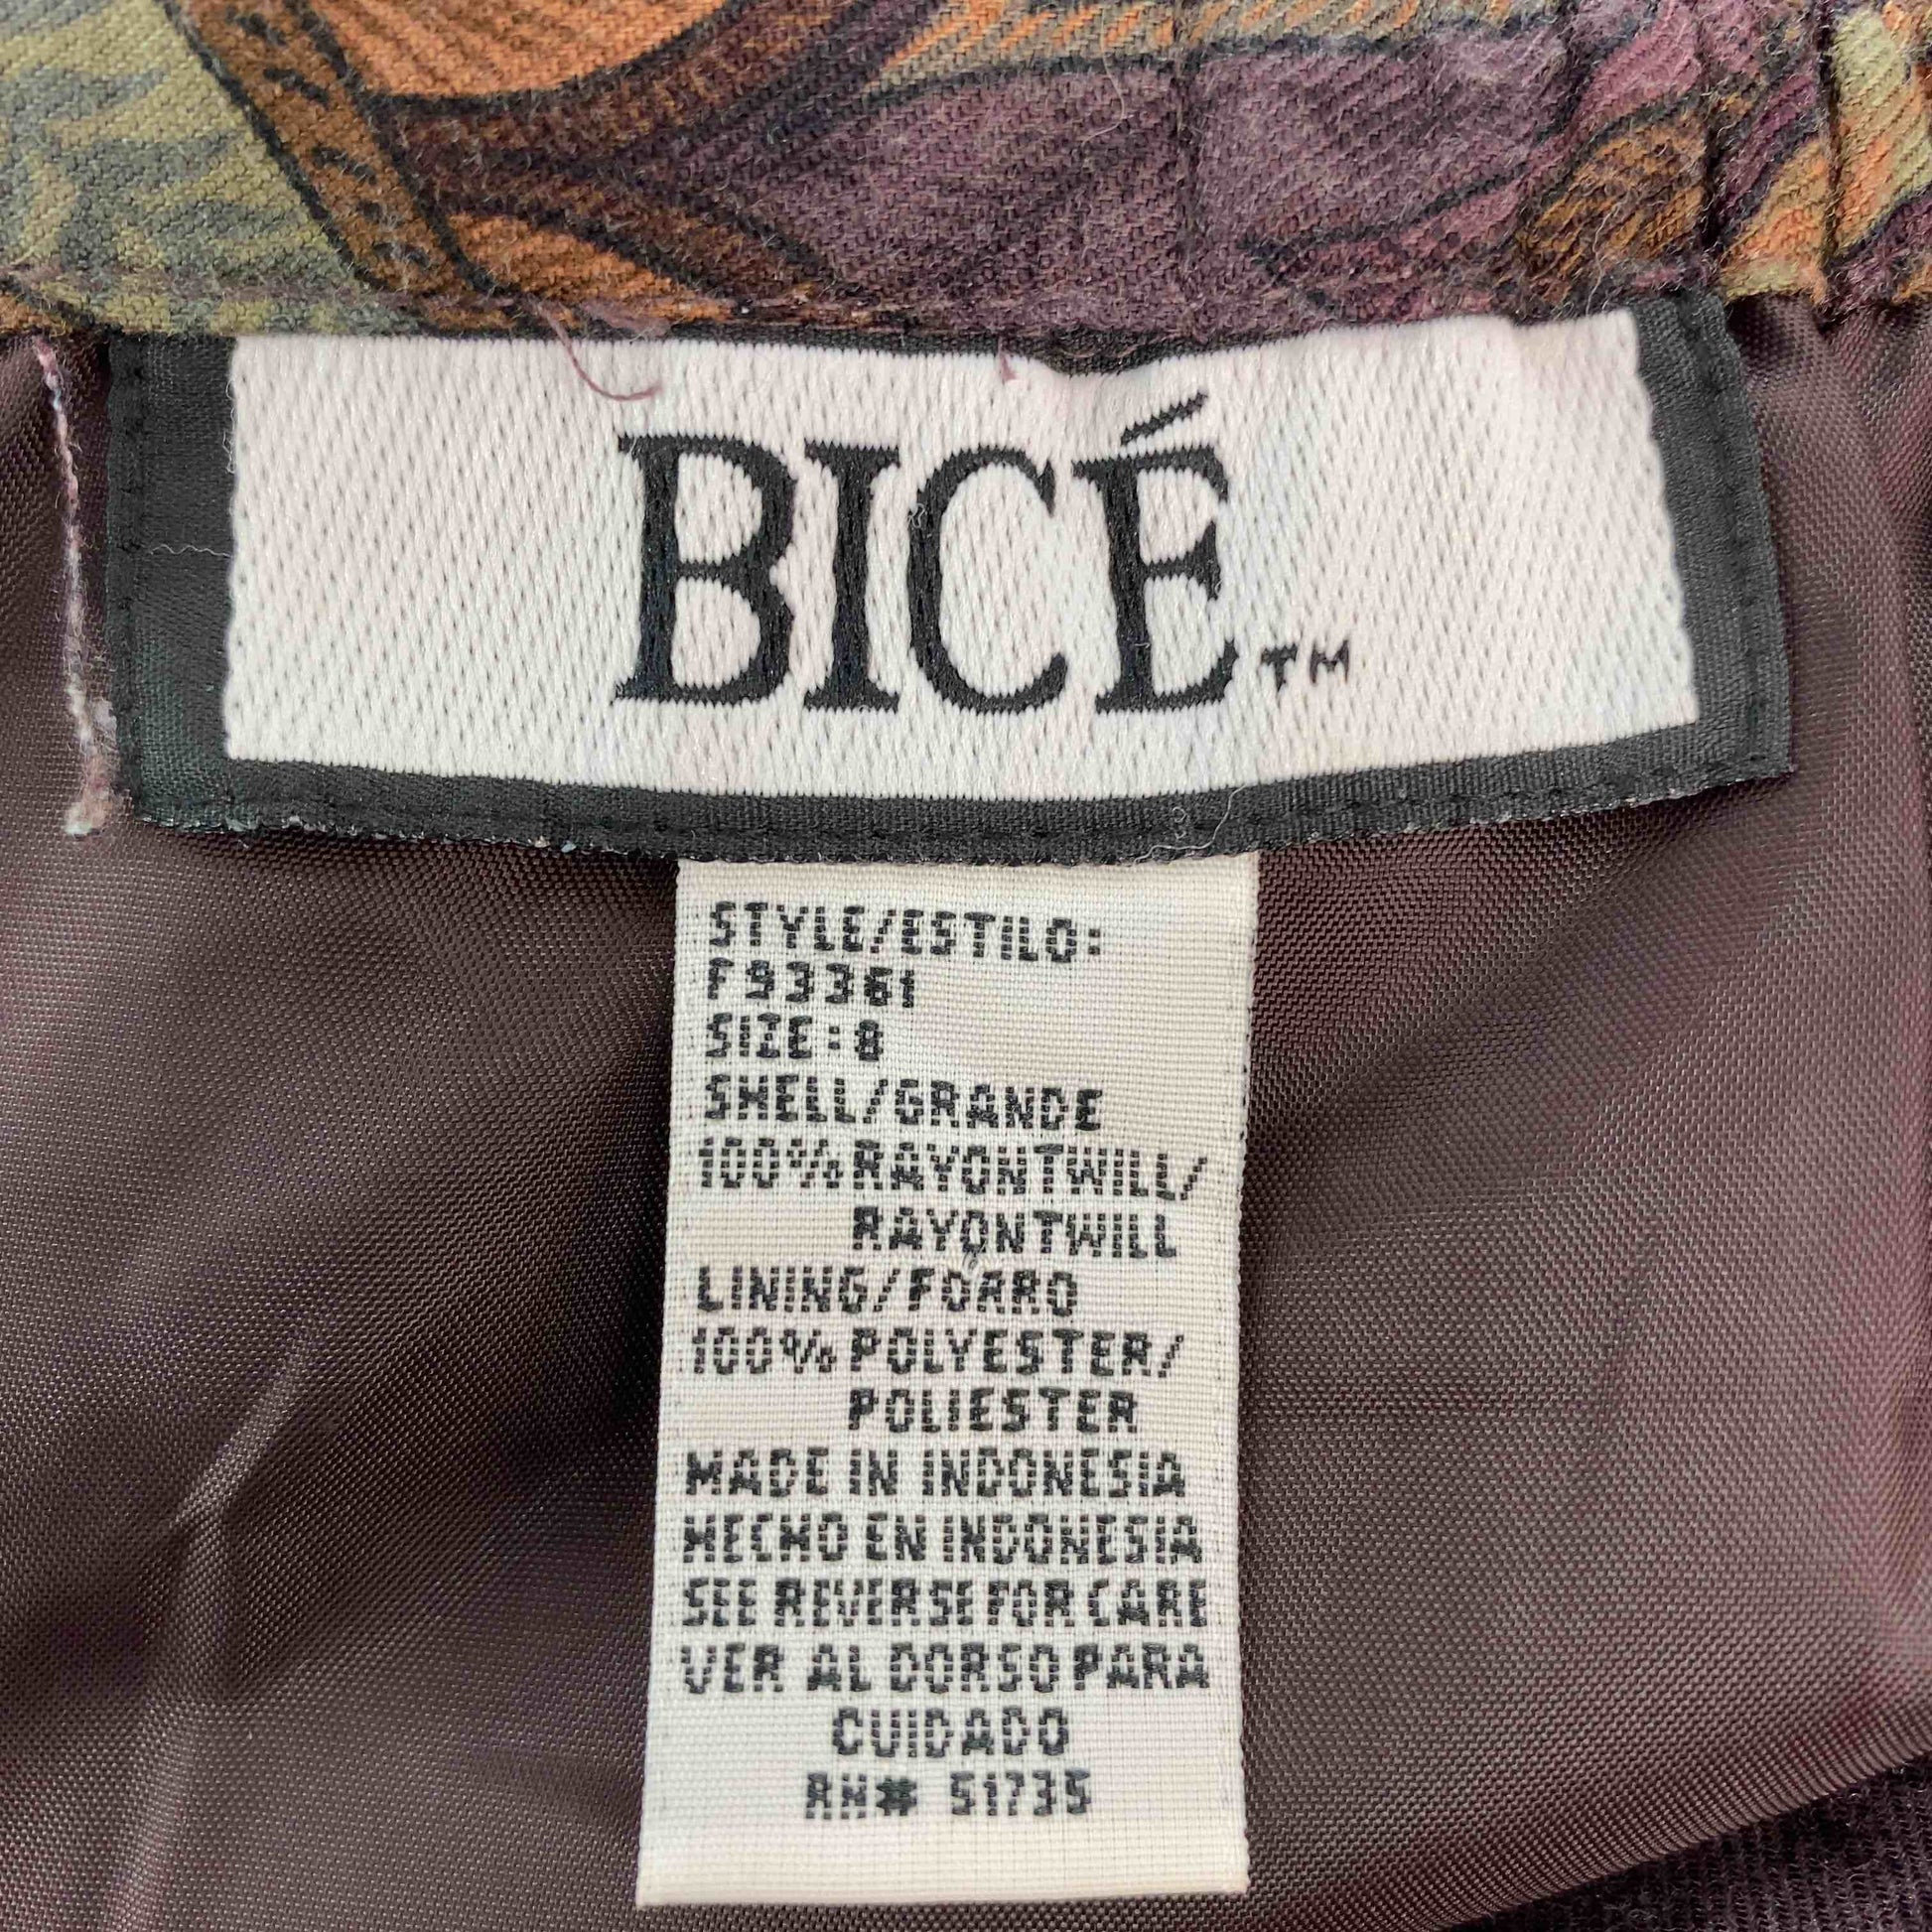 BICÉ™
STYLE/ESTILO:
F93361
SIZE:8
SHELL/GRANDE
100%RAYONTWILL/
RAYONTWILL
LINING/FORRO
100%POLYESTER/
POLIESTER
MADE IN INDONESIA
HECHO EN INDONESIA
SEE REVERSE FOR CARE
VER AL DORSO PARA
CUIDADO
RN# 51735